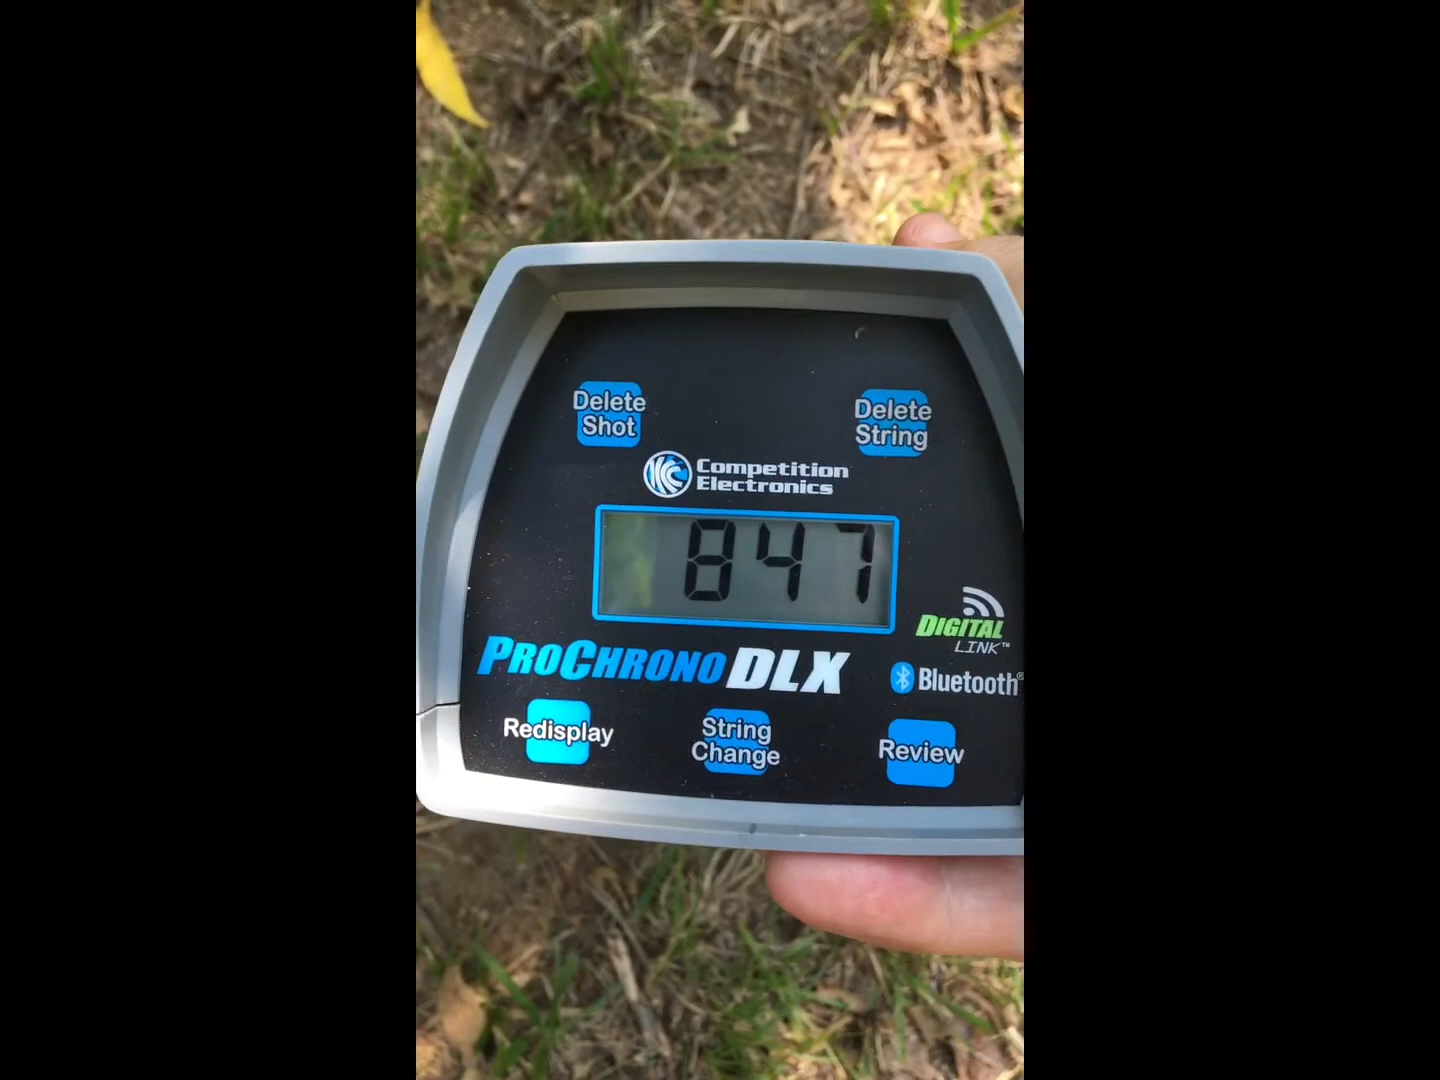 Delete
Shot
Delete
String
Competition
Electronics
847
DIGITAL
LINK™
PROCHRONO DLX
Bluetooth®
Redisplay
String
Change
Review